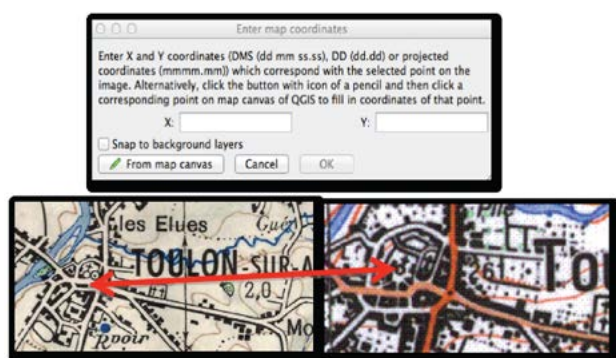 Enter map coordinates
Enter X and Y coordinates (DMS (dd mm ss.ss), DD (dd.dd) or projected
coordinates (mmmm.mm)) which correspond with the selected point on the
image. Alternatively, click the button with icon of a pencil and then click a
corresponding point on map canvas of QGIS to fill in coordinates of that point.
X: Y:
Snap to background layers
From map canvas Cancel OK
les Elues
TOULON-SUR-A
2,0
Mo
261
Tou